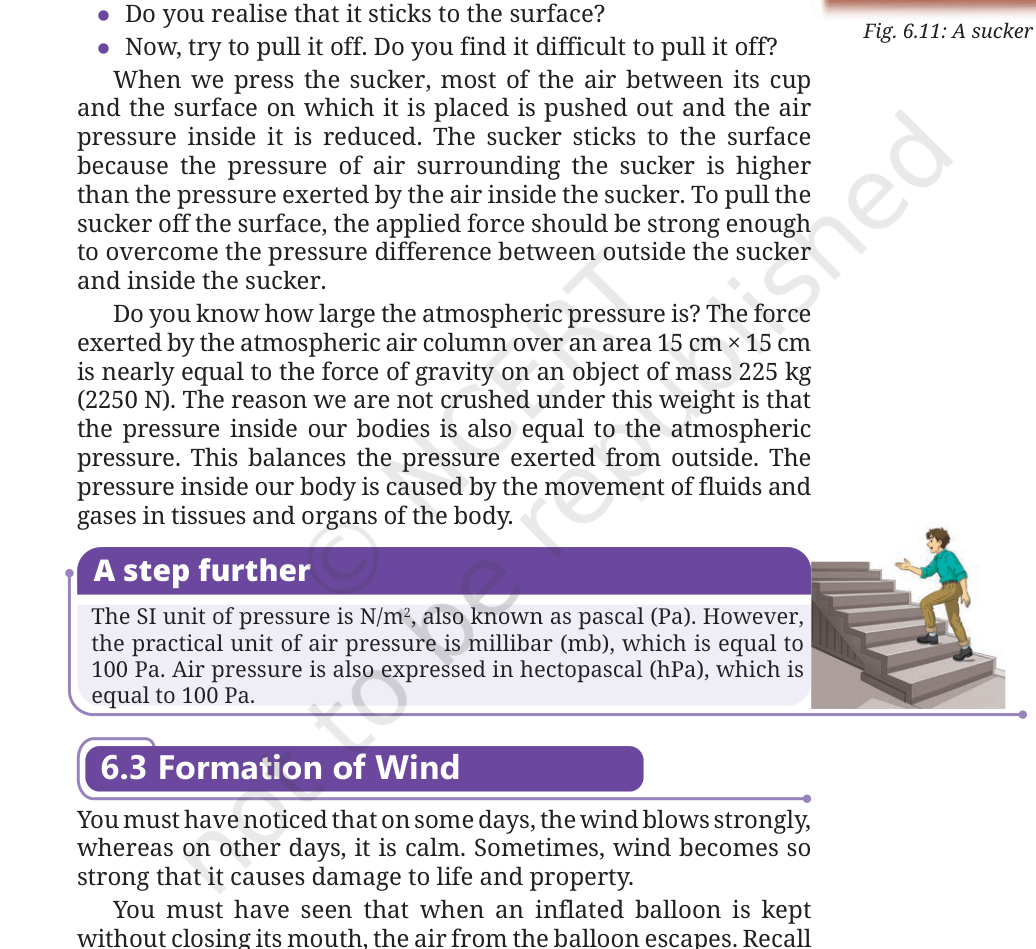 • Do you realise that it sticks to the surface?
• Now, try to pull it off. Do you find it difficult to pull it off?
Fig. 6.11: A sucker
When we press the sucker, most of the air between its cup
and the surface on which it is placed is pushed out and the air
pressure inside it is reduced. The sucker sticks to the surface
because the pressure of air surrounding the sucker is higher
than the pressure exerted by the air inside the sucker. To pull the
sucker off the surface, the applied force should be strong enough
to overcome the pressure difference between outside the sucker
and inside the sucker.
Do you know how large the atmospheric pressure is? The force
exerted by the atmospheric air column over an area 15 cm × 15 cm
is nearly equal to the force of gravity on an object of mass 225 kg
(2250 N). The reason we are not crushed under this weight is that
the pressure inside our bodies is also equal to the atmospheric
pressure. This balances the pressure exerted from outside. The
pressure inside our body is caused by the movement of fluids and
gases in tissues and organs of the body.
A step further
The SI unit of pressure is N/m², also known as pascal (Pa). However,
the practical unit of air pressure is millibar (mb), which is equal to
100 Pa. Air pressure is also expressed in hectopascal (hPa), which is
equal to 100 Pa.
6.3 Formation of Wind
You must have noticed that on some days, the wind blows strongly,
whereas on other days, it is calm. Sometimes, wind becomes so
strong that it causes damage to life and property.
You must have seen that when an inflated balloon is kept
without closing its mouth, the air from the balloon escapes. Recall
© NCERT
not to be republished